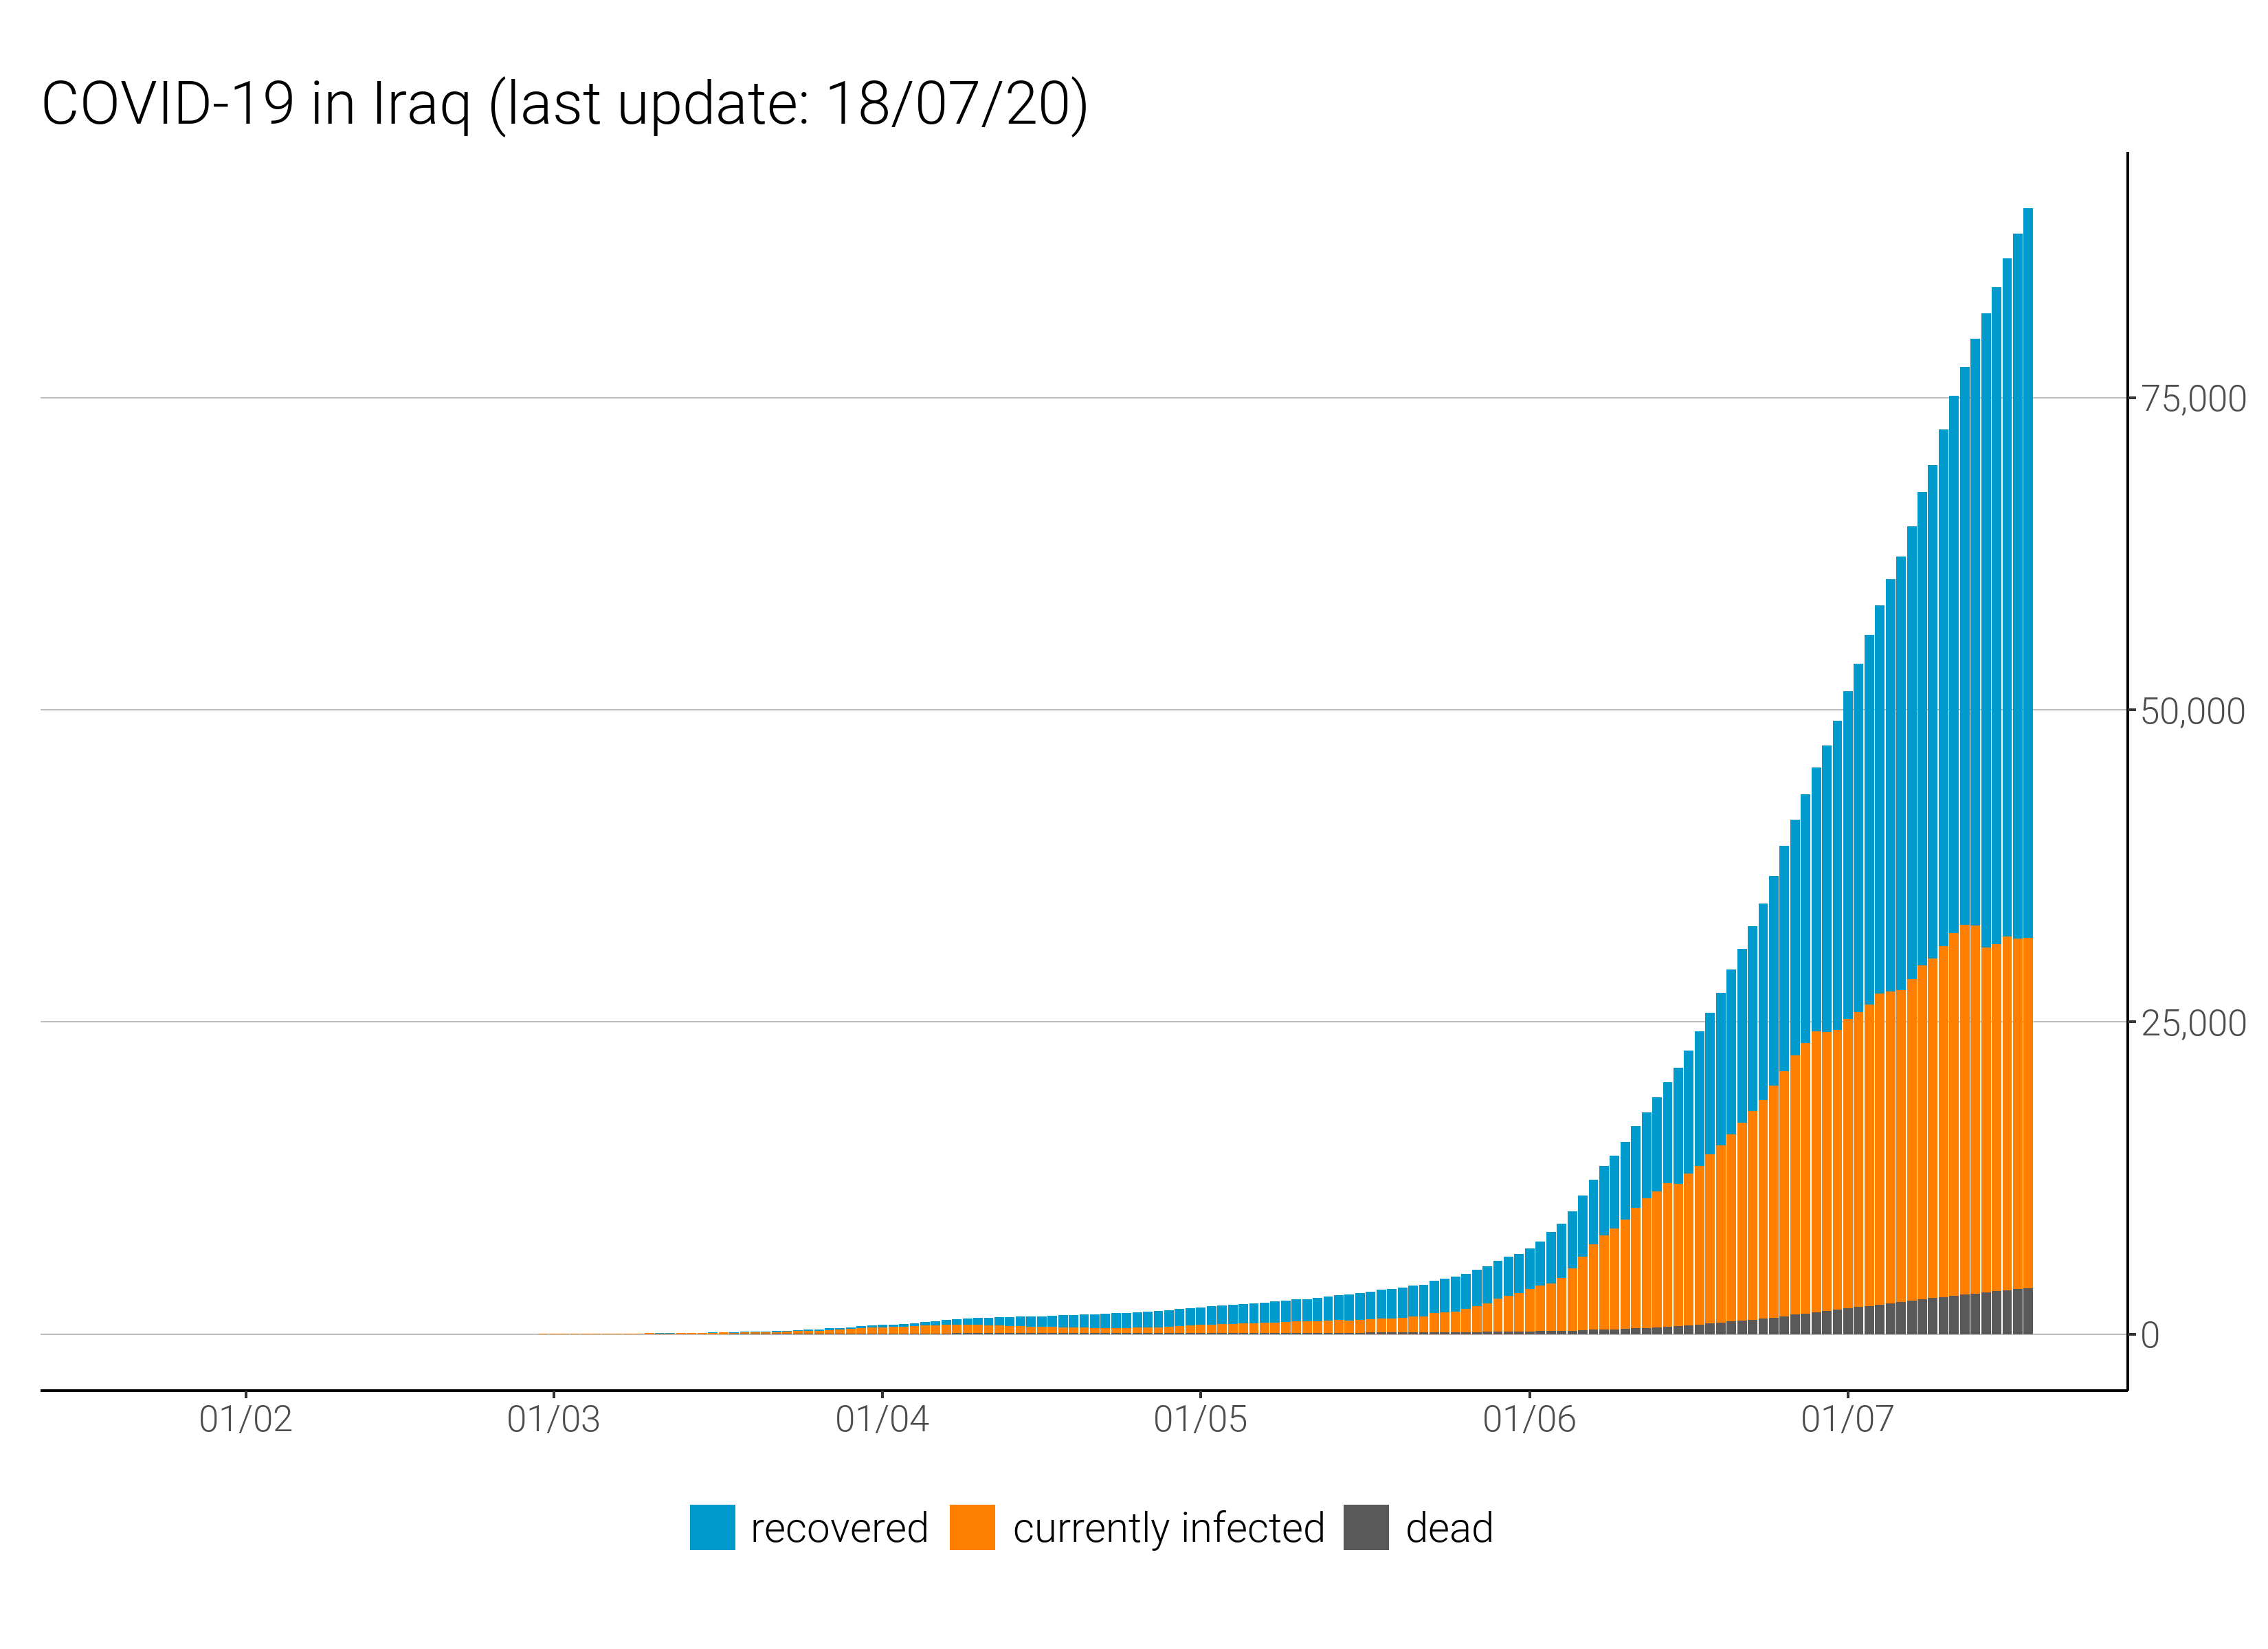 COVID-19 in Iraq (last update: 18/07/20)
75,000
50,000
25,000
0
01/02 01/03 01/04 01/05 01/06 01/07
recovered currently infected dead